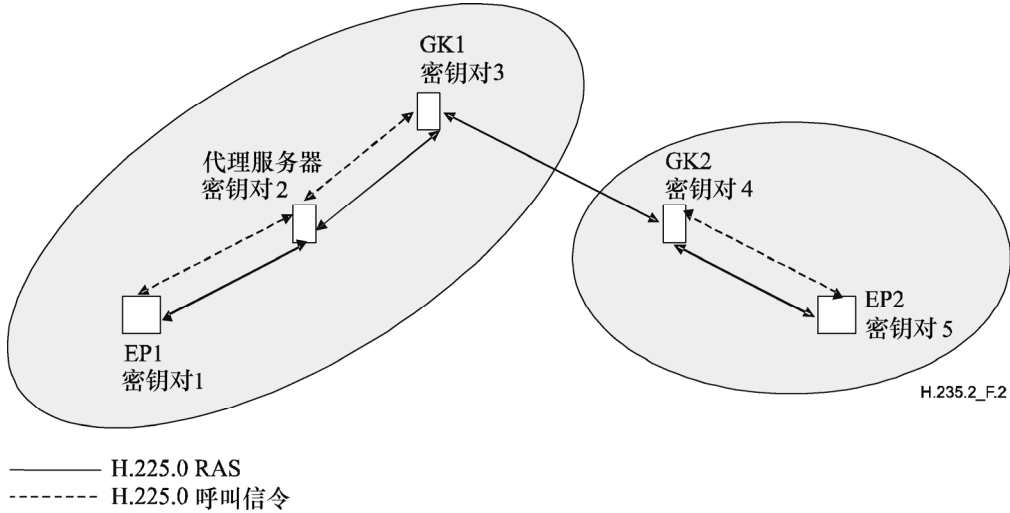 GK1
密钥对3
代理服务器
密钥对2
GK2
密钥对4
EP1
密钥对1
EP2
密钥对5
H.235.2_F.2
H.225.0 RAS
H.225.0 呼叫信令